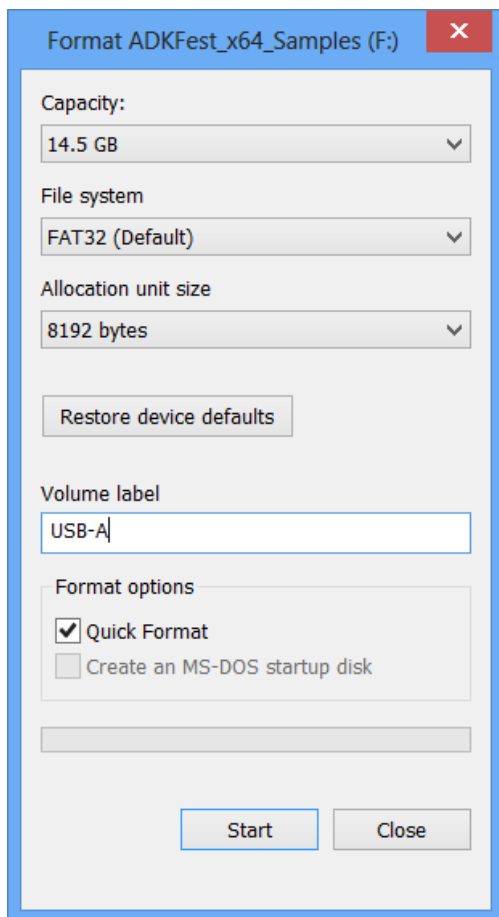 Format ADKFest_x64_Samples (F:)
Capacity:
14.5 GB
File system
FAT32 (Default)
Allocation unit size
8192 bytes
Restore device defaults
Volume label
USB-A
Format options
Quick Format
Create an MS-DOS startup disk
Start Close